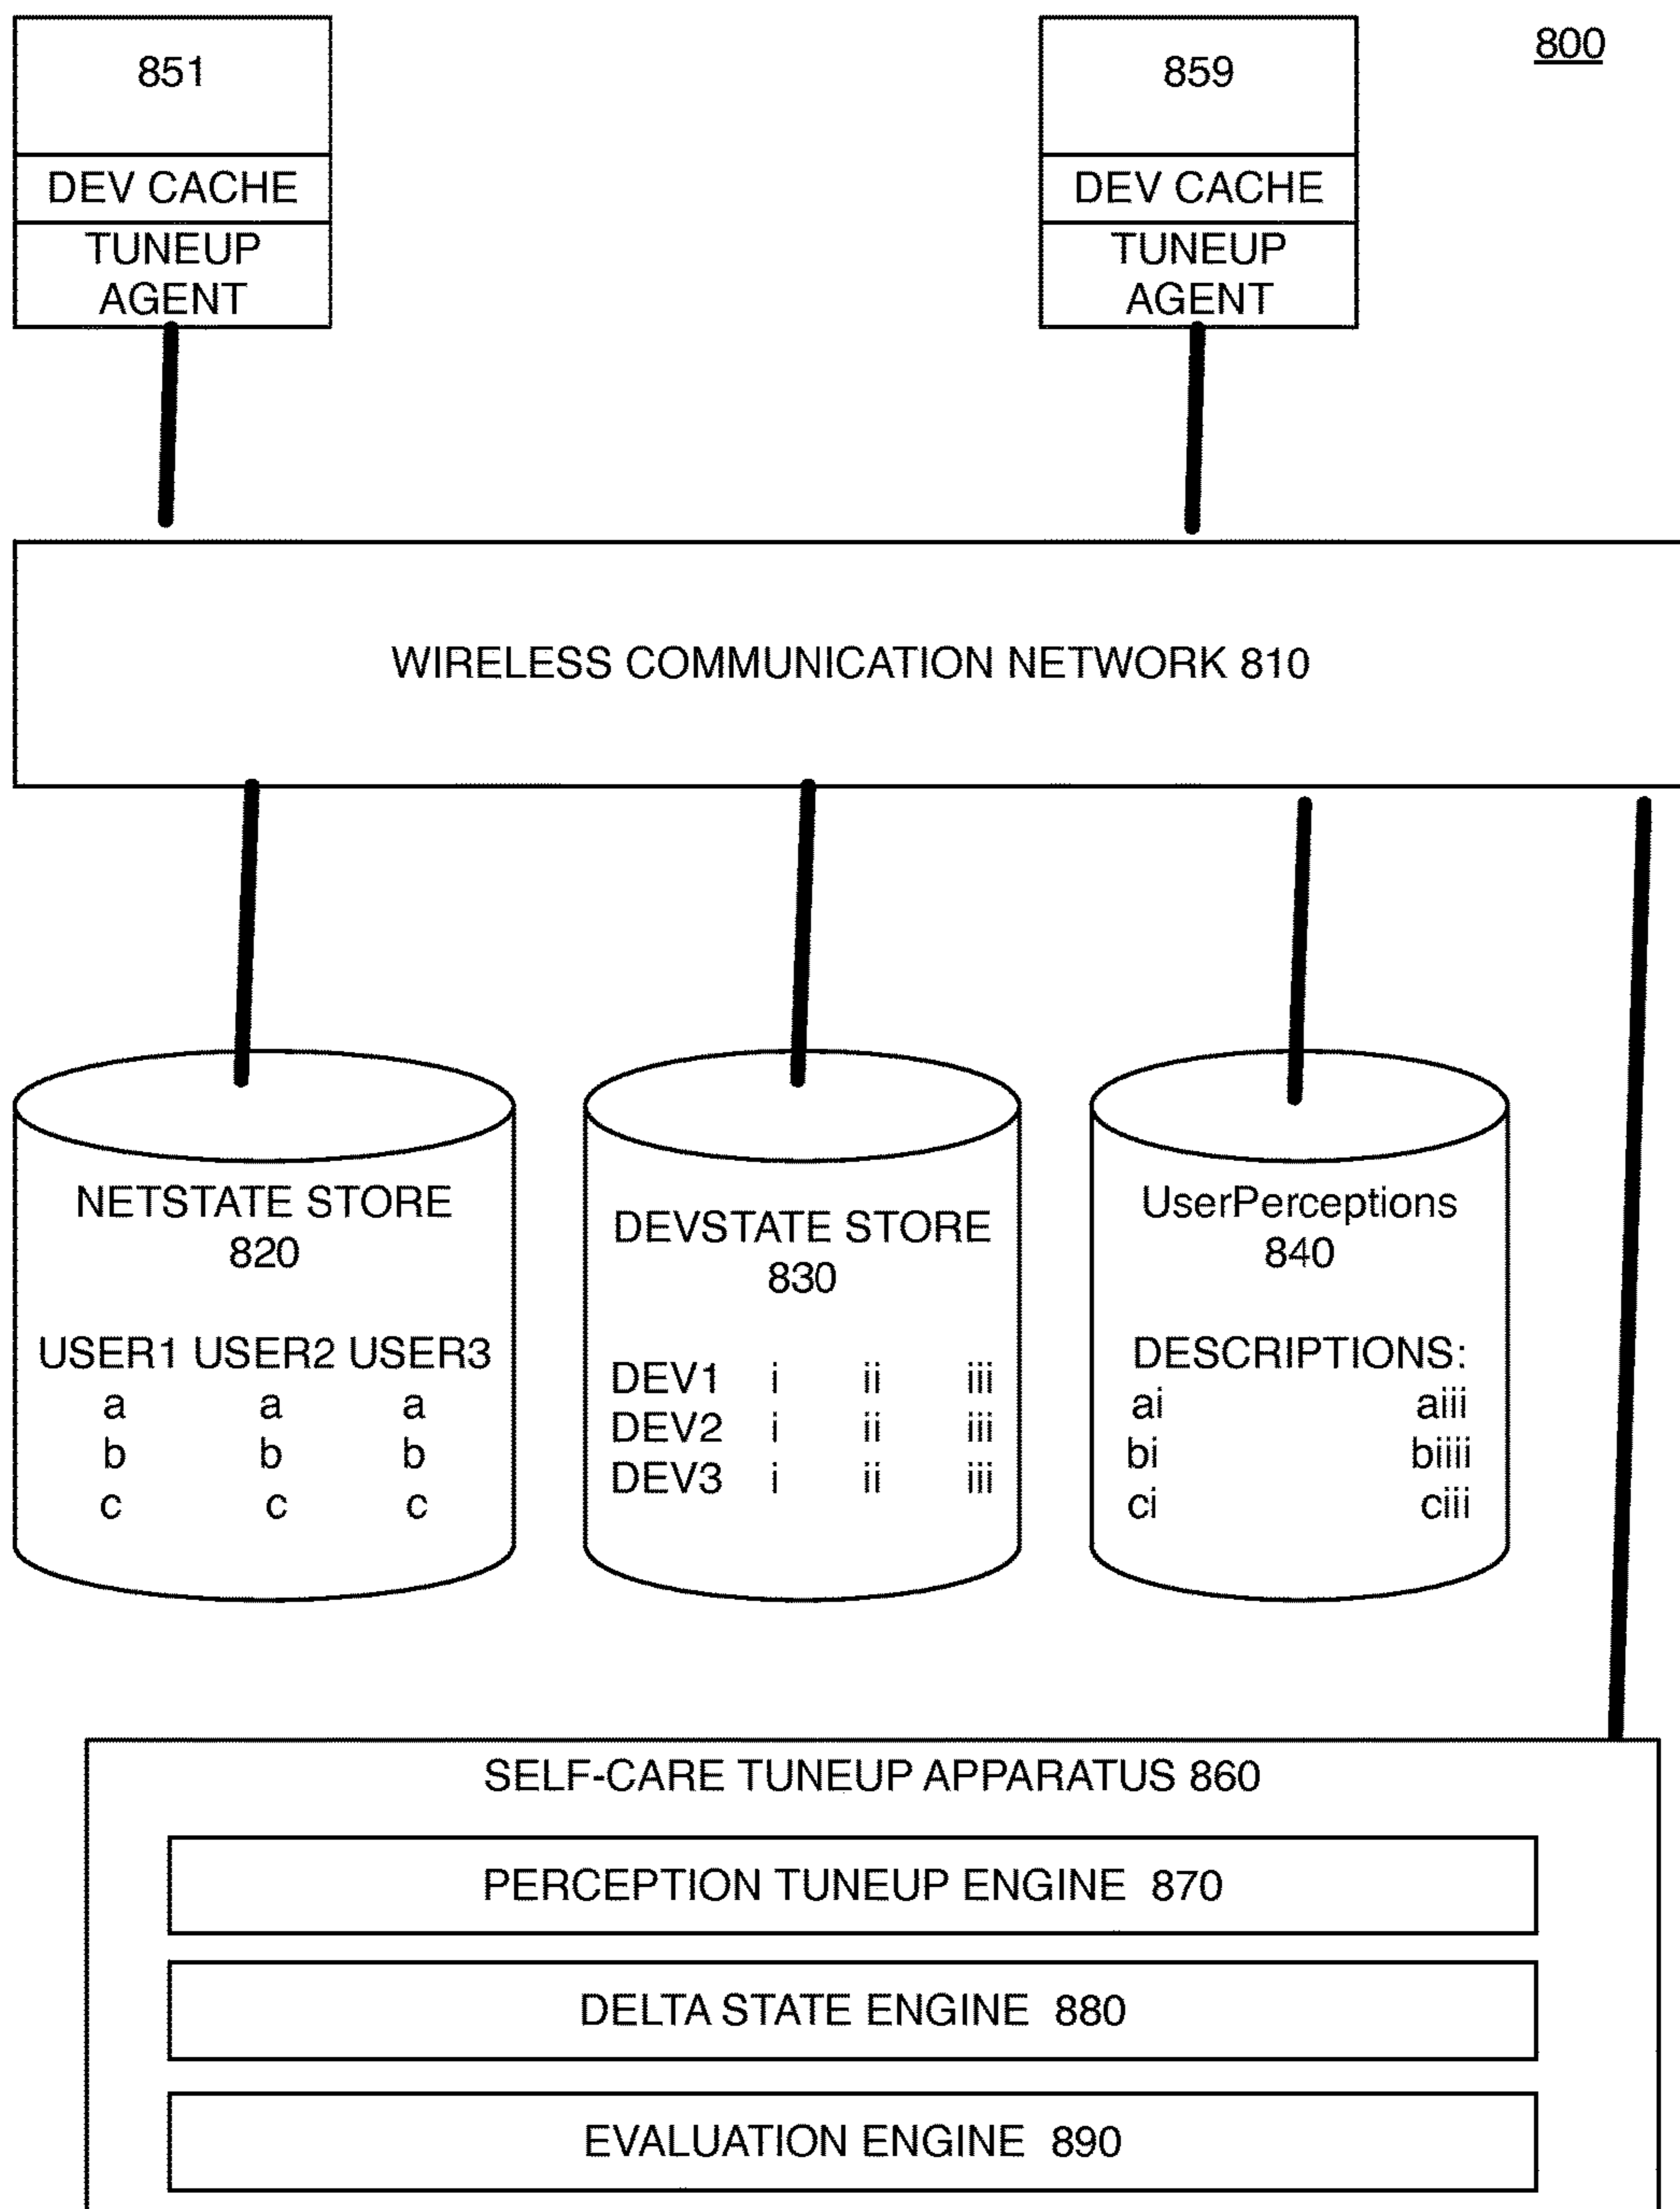 800
851
DEV CACHE
TUNEUP
AGENT
859
DEV CACHE
TUNEUP
AGENT
WIRELESS COMMUNICATION NETWORK 810
NETSTATE STORE
820
USER1 USER2 USER3
a a a
b b b
c c c
DEVSTATE STORE
830
DEV1 i ii iii
DEV2 i ii iii
DEV3 i ii iii
UserPerceptions
840
DESCRIPTIONS:
ai aiii
bi biiii
ci ciii
SELF-CARE TUNEUP APPARATUS 860
PERCEPTION TUNEUP ENGINE 870
DELTA STATE ENGINE 880
EVALUATION ENGINE 890